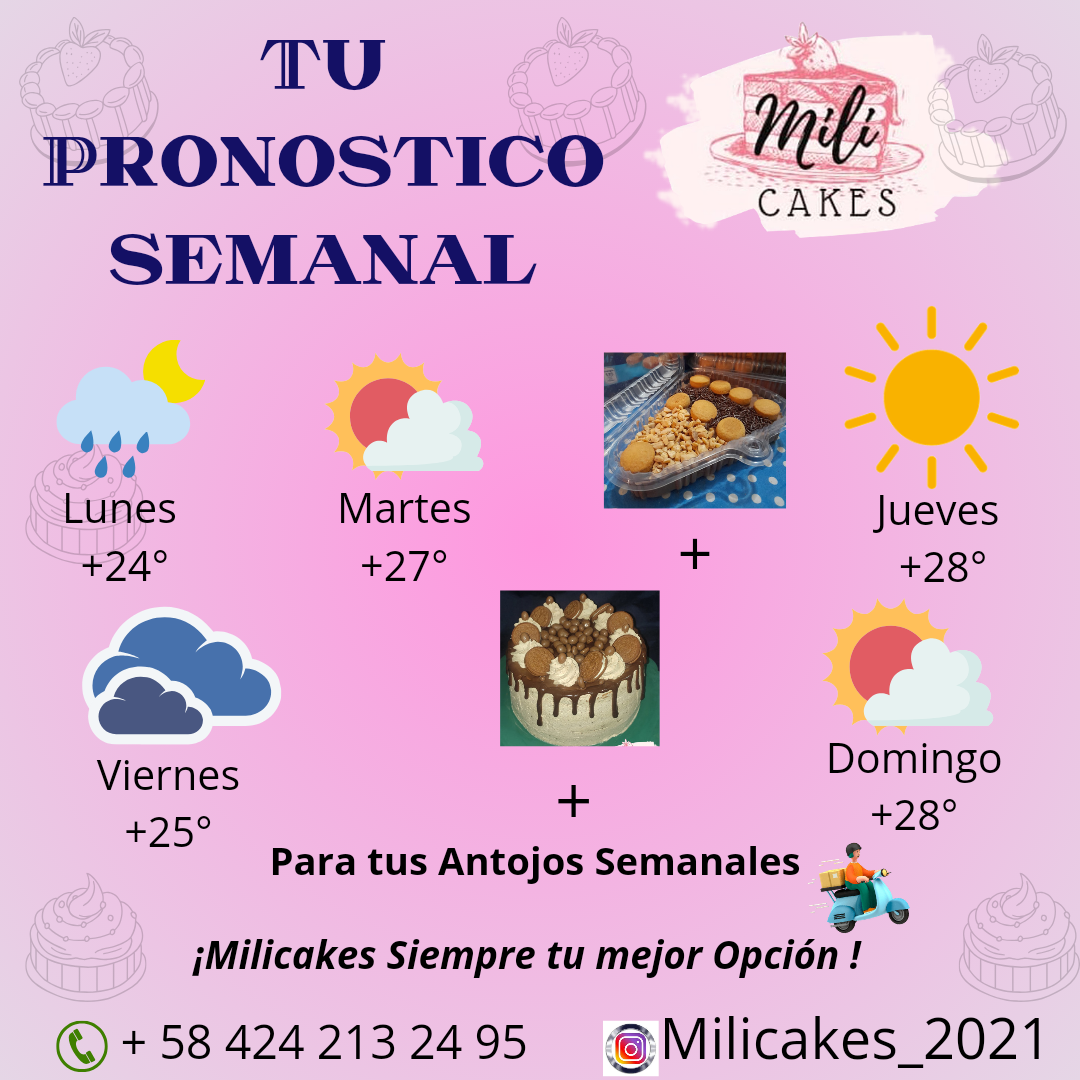 TU
PRONOSTICO
SEMANAL
Mili
CAKES
Lunes
+24°
Martes
+27°
+
Jueves
+28°
Viernes
+25°
+
Domingo
+28°
Para tus Antojos Semanales
¡Milicakes Siempre tu mejor Opción !
+ 58 424 213 24 95
Milicakes_2021